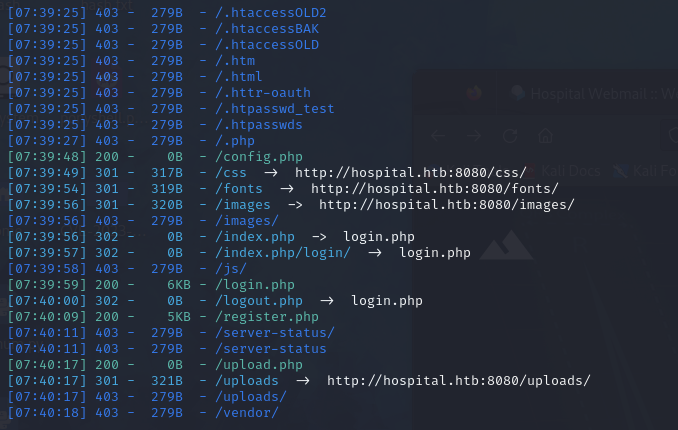 [07:39:25] 403 -  279B  - /.htaccessOLD2
[07:39:25] 403 -  279B  - /.htaccessBAK
[07:39:25] 403 -  279B  - /.htaccessOLD
[07:39:25] 403 -  279B  - /.htm
[07:39:25] 403 -  279B  - /.html
[07:39:25] 403 -  279B  - /.httr-oauth
[07:39:25] 403 -  279B  - /.htpasswd_test
[07:39:25] 403 -  279B  - /.htpasswds
[07:39:27] 403 -  279B  - /.php
[07:39:48] 200 -    0B  - /config.php
[07:39:49] 301 -  317B  - /css  ->  http://hospital.htb:8080/css/
[07:39:54] 301 -  319B  - /fonts  ->  http://hospital.htb:8080/fonts/
[07:39:56] 301 -  320B  - /images  ->  http://hospital.htb:8080/images/
[07:39:56] 403 -  279B  - /images/
[07:39:56] 302 -    0B  - /index.php  ->  login.php
[07:39:57] 302 -    0B  - /index.php/login/  ->  login.php
[07:39:58] 403 -  279B  - /js/
[07:39:59] 200 -    6KB - /login.php
[07:40:00] 302 -    0B  - /logout.php  ->  login.php
[07:40:09] 200 -    5KB - /register.php
[07:40:11] 403 -  279B  - /server-status/
[07:40:11] 403 -  279B  - /server-status
[07:40:17] 200 -    0B  - /upload.php
[07:40:17] 301 -  321B  - /uploads  ->  http://hospital.htb:8080/uploads/
[07:40:17] 403 -  279B  - /uploads/
[07:40:18] 403 -  279B  - /vendor/
Hospital Webmail :: We
Kali Docs
Kali